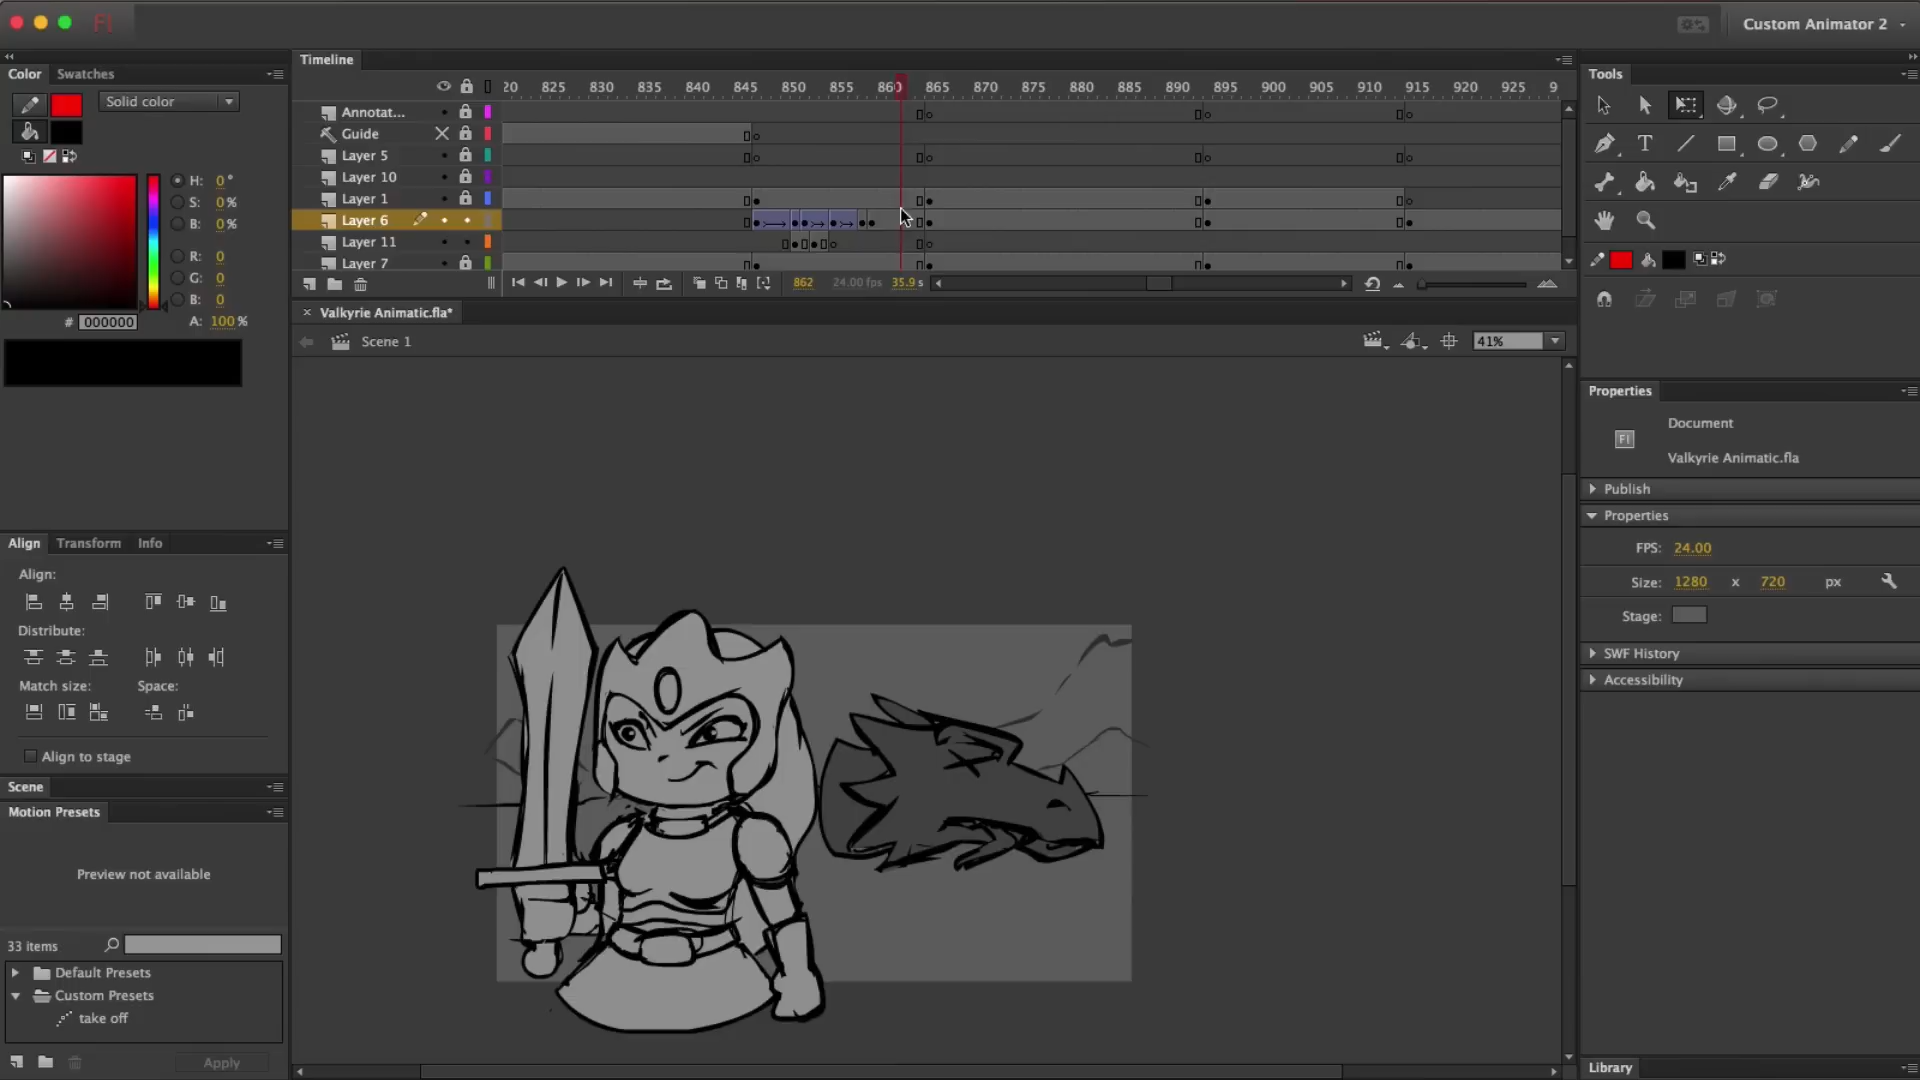 Fl
Custom Animator 2
Color
Swatches
Solid color
H: 0 °
S: 0 %
B: 0 %
R: 0
G: 0
B: 0
# 000000
A: 100 %
Timeline
20 825 830 835 840 845 850 855 860 865 870 875 880 885 890 895 900 905 910 915 920 925 9
Annotat...
Guide
Layer 5
Layer 10
Layer 1
Layer 6
Layer 11
Layer 7
862
24.00 fps
35.9 s
Valkyrie Animatic.fla*
Scene 1
41%
Align
Transform
Info
Align:
Distribute:
Match size:
Space:
Align to stage
Scene
Motion Presets
Preview not available
33 items
Default Presets
Custom Presets
take off
Apply
Tools
T
Properties
Document
Fl
Valkyrie Animatic.fla
Publish
Properties
FPS: 24.00
Size: 1280 x 720 px
Stage:
SWF History
Accessibility
Library